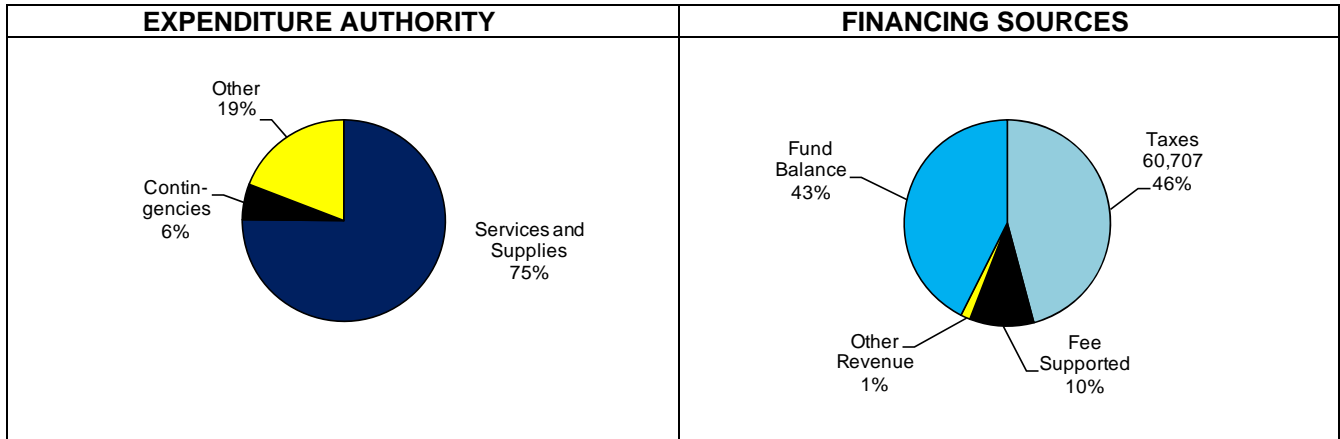 EXPENDITURE AUTHORITY
Other
19%
Contin-
gencies
6%
Services and
Supplies
75%
FINANCING SOURCES
Fund
Balance
43%
Taxes
60,707
46%
Other
Revenue
1%
Fee
Supported
10%